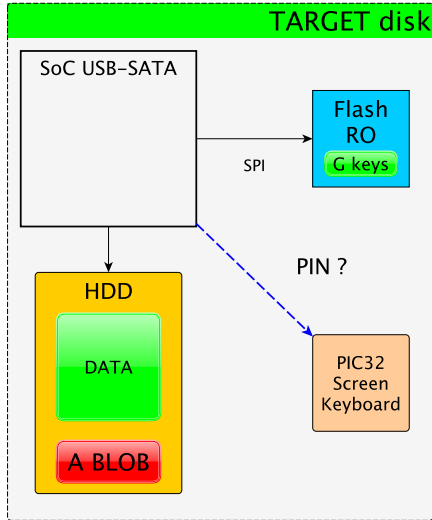 TARGET disk
SoC USB-SATA
Flash
RO
G keys
SPI
PIN ?
HDD
DATA
A BLOB
PIC32
Screen
Keyboard